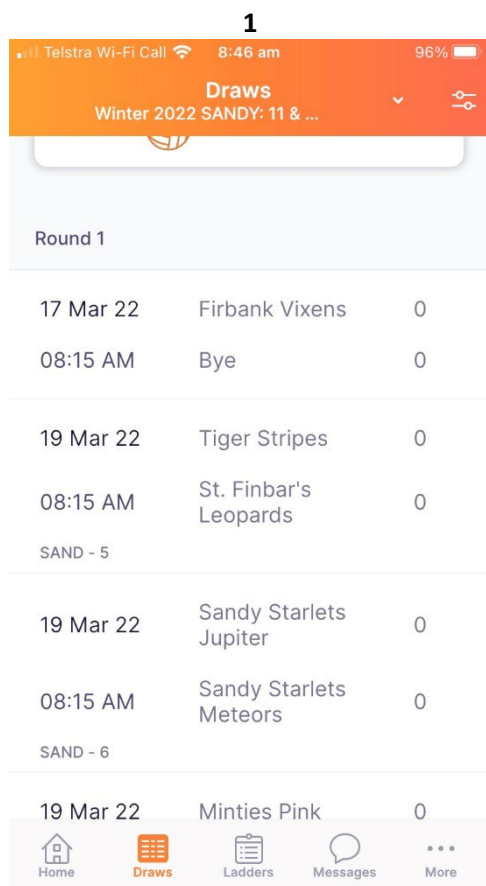 1
Telstra Wi-Fi Call 8:46 am 96%
Draws
Winter 2022 SANDY: 11 & ...
Round 1
17 Mar 22 Firbank Vixens 0
08:15 AM Bye 0
19 Mar 22 Tiger Stripes 0
08:15 AM St. Finbar's Leopards 0
SAND - 5
19 Mar 22 Sandy Starlets Jupiter 0
08:15 AM Sandy Starlets Meteors 0
SAND - 6
19 Mar 22 Minties Pink 0
Home Draws Ladders Messages More